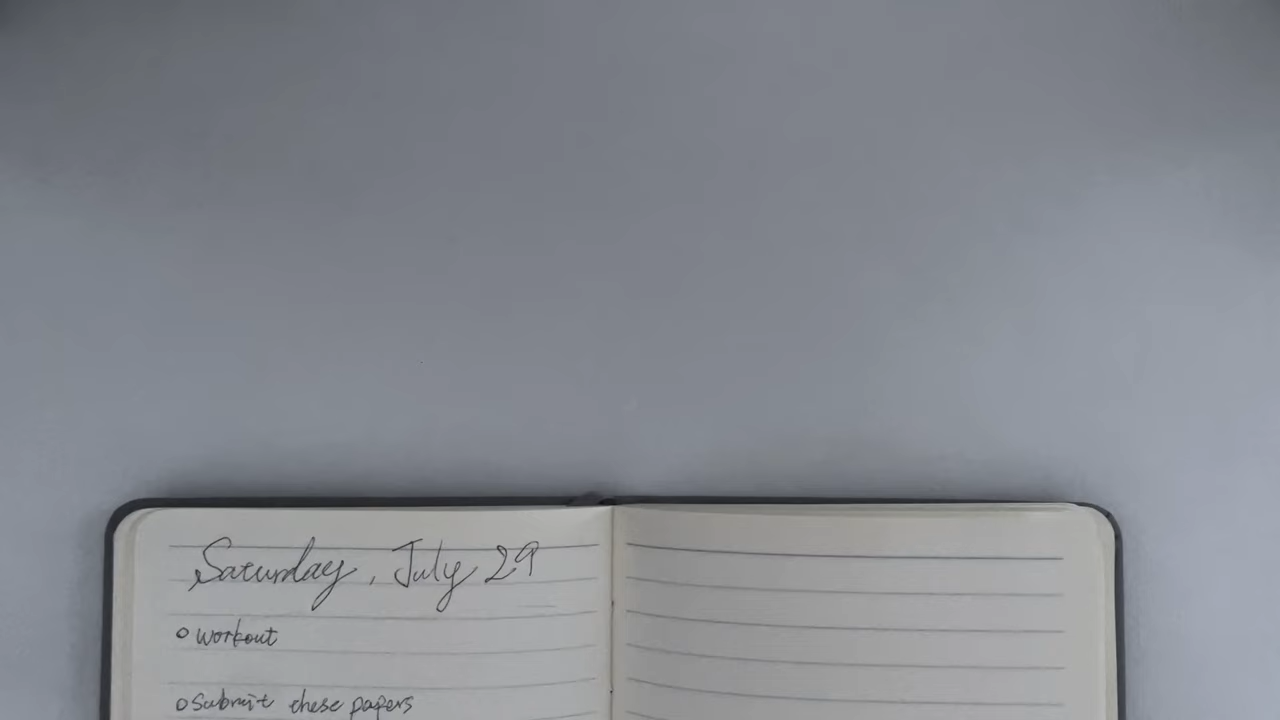 Saturday, July 29
○ workout
○ Submit these papers